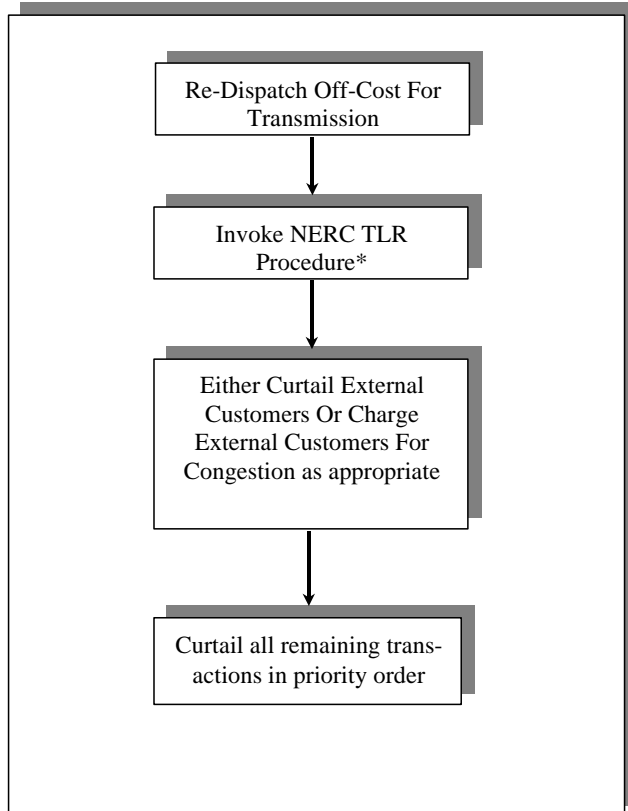 Re-Dispatch Off-Cost For
Transmission
Invoke NERC TLR
Procedure*
Either Curtail External
Customers Or Charge
External Customers For
Congestion as appropriate
Curtail all remaining trans-
actions in priority order